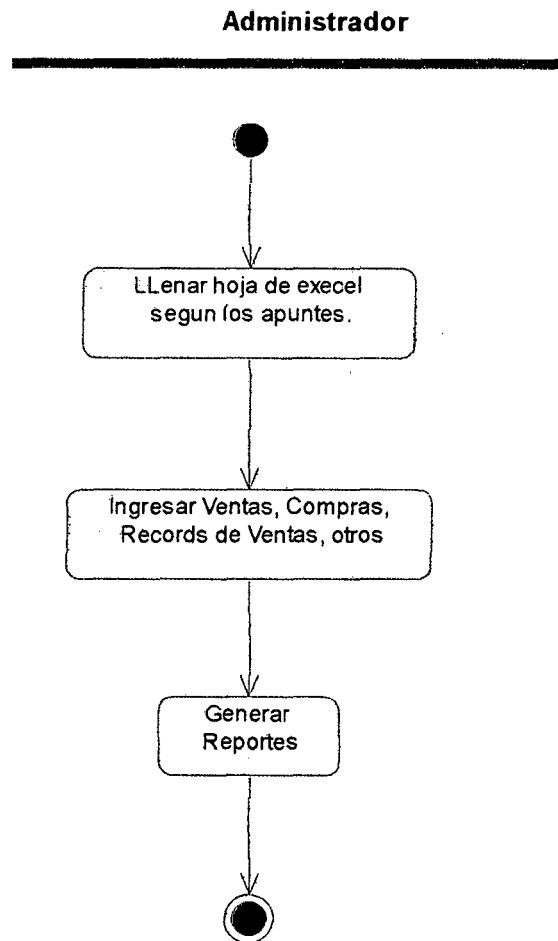 Administrador
LLenar hoja de execel
segun los apuntes.
Ingresar Ventas, Compras,
Records de Ventas, otros
Generar
Reportes